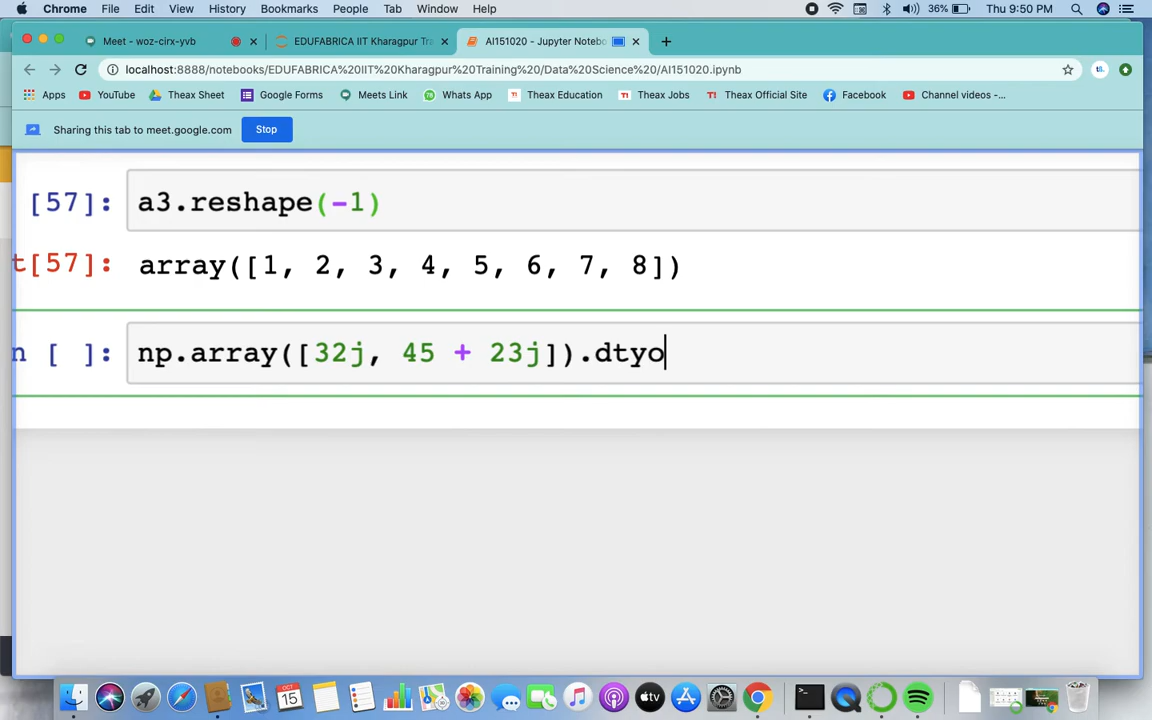 Chrome File Edit View History Bookmarks People Tab Window Help 36% Thu 9:50 PM
Meet - woz-cirx-yvb EDUFABRICA IIT Kharagpur Tra AI151020 - Jupyter Notebo
localhost:8888/notebooks/EDUFABRICA%20IIT%20Kharagpur%20Training%20/Data%20Science%20/AI151020.ipynb
Apps YouTube Theax Sheet Google Forms Meets Link Whats App Theax Education Theax Jobs Theax Official Site Facebook Channel videos -...
Sharing this tab to meet.google.com Stop
[57]: a3.reshape(-1)
t[57]: array([1, 2, 3, 4, 5, 6, 7, 8])
n [ ]: np.array([32j, 45 + 23j]).dtyo
OCT
15
tv